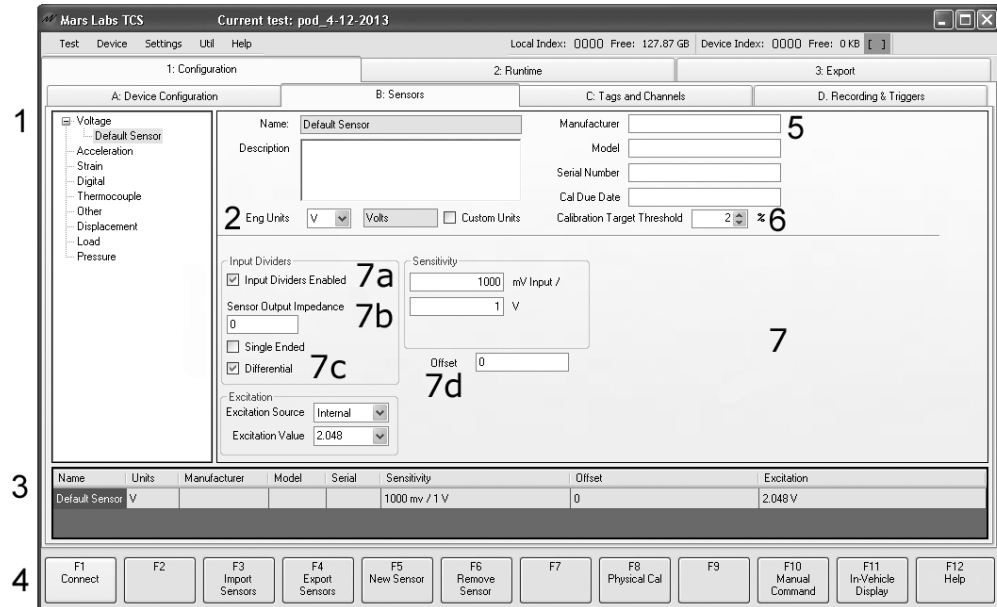 Mars Labs TCS Current test: pod_4-12-2013
Test Device Settings Util Help Local Index: 0000 Free: 127.87 GB Device Index: 0000 Free: 0 KB [ ]
1: Configuration 2: Runtime 3: Export
A: Device Configuration B: Sensors C: Tags and Channels D. Recording & Triggers
1
Voltage
Default Sensor
Acceleration
Strain
Digital
Thermocouple
Other
Displacement
Load
Pressure
Name: Default Sensor
Description
2 Eng Units V Volts Custom Units
Manufacturer 5
Model
Serial Number
Cal Due Date
Calibration Target Threshold 2 % 6
Input Dividers
Input Dividers Enabled 7a
Sensor Output Impedance 7b
0
Single Ended
Differential 7c
Sensitivity
1000 mV Input /
1 V
Offset 0
7d
7
Excitation
Excitation Source Internal
Excitation Value 2.048
3
Name Units Manufacturer Model Serial Sensitivity Offset Excitation
Default Sensor V 1000 mv / 1 V 0 2.048 V
4
F1 Connect
F2
F3 Import Sensors
F4 Export Sensors
F5 New Sensor
F6 Remove Sensor
F7
F8 Physical Cal
F9
F10 Manual Command
F11 In-Vehicle Display
F12 Help